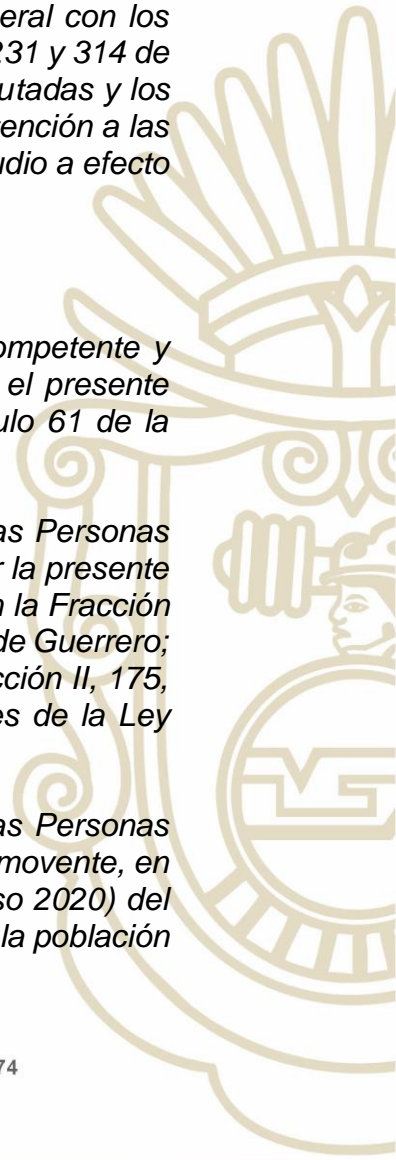 eral con los
231 y 314 de
utadas y los
tención a las
udio a efecto
ompetente y
el presente
ulo 61 de la
as Personas
r la presente
n la Fracción
de Guerrero;
cción II, 175,
es de la Ley
as Personas
movente, en
so 2020) del
la población
74